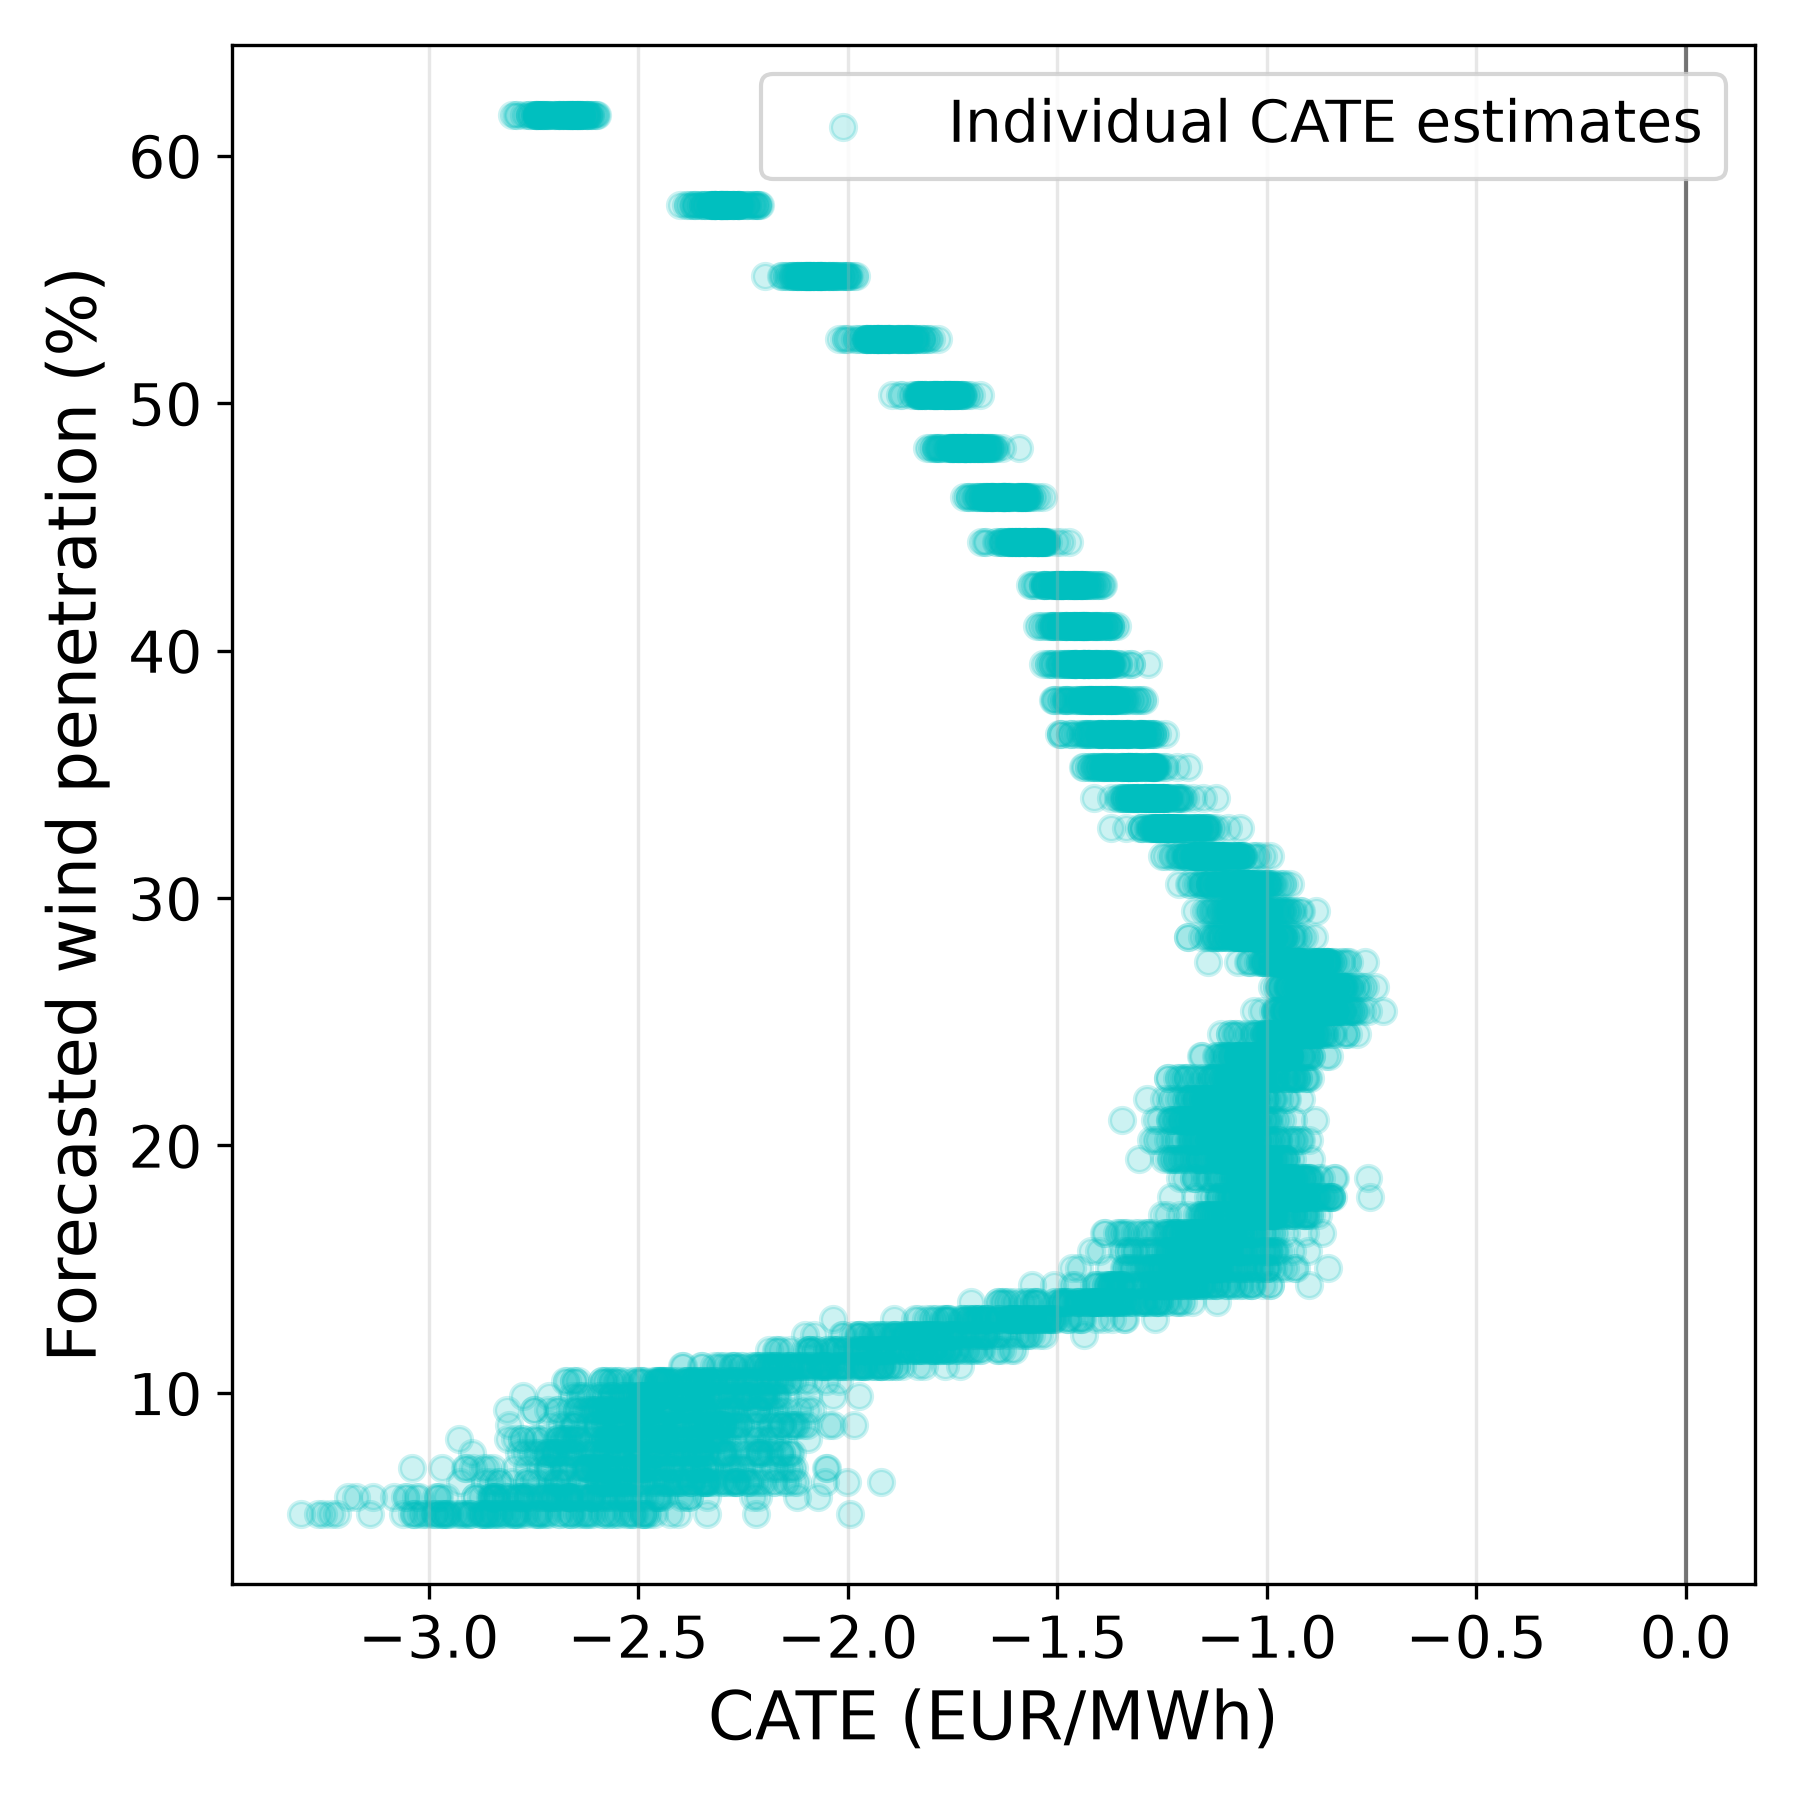 Individual CATE estimates
Forecasted wind penetration (%)
60
50
40
30
20
10
−3.0 −2.5 −2.0 −1.5 −1.0 −0.5 0.0
CATE (EUR/MWh)